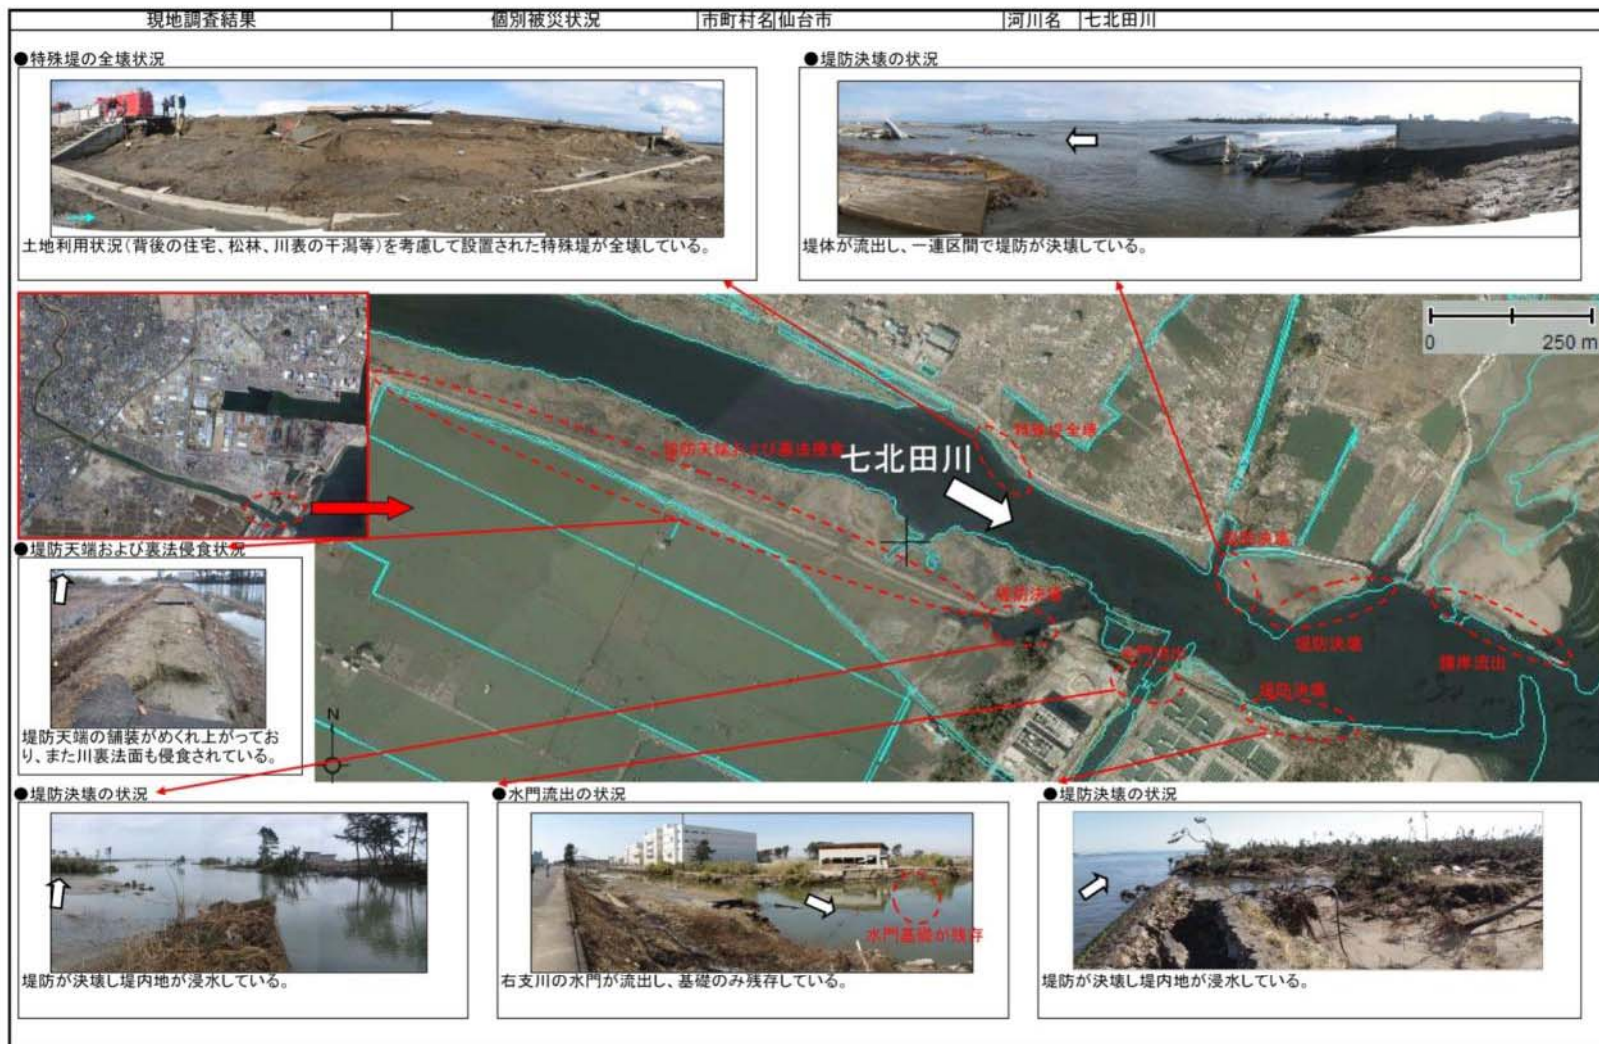 現地調査結果
個別被災状況
市町村名
仙台市
河川名
七北田川
●特殊堤の全壊状況
土地利用状況(背後の住宅、松林、川表の干潟等)を考慮して設置された特殊堤が全壊している。
●堤防決壊の状況
堤体が流出し、一連区間で堤防が決壊している。
0
250 m
特殊堤全壊
堤防天端および裏法侵食
七北田川
堤防決壊
堤防決壊
堤防決壊
護岸流出
水門流出
堤防決壊
N
●堤防天端および裏法侵食状況
堤防天端の舗装がめくれ上がってお
り、また川裏法面も侵食されている。
●堤防決壊の状況
堤防が決壊し堤内地が浸水している。
●水門流出の状況
水門基礎が残存
右支川の水門が流出し、基礎のみ残存している。
●堤防決壊の状況
堤防が決壊し堤内地が浸水している。